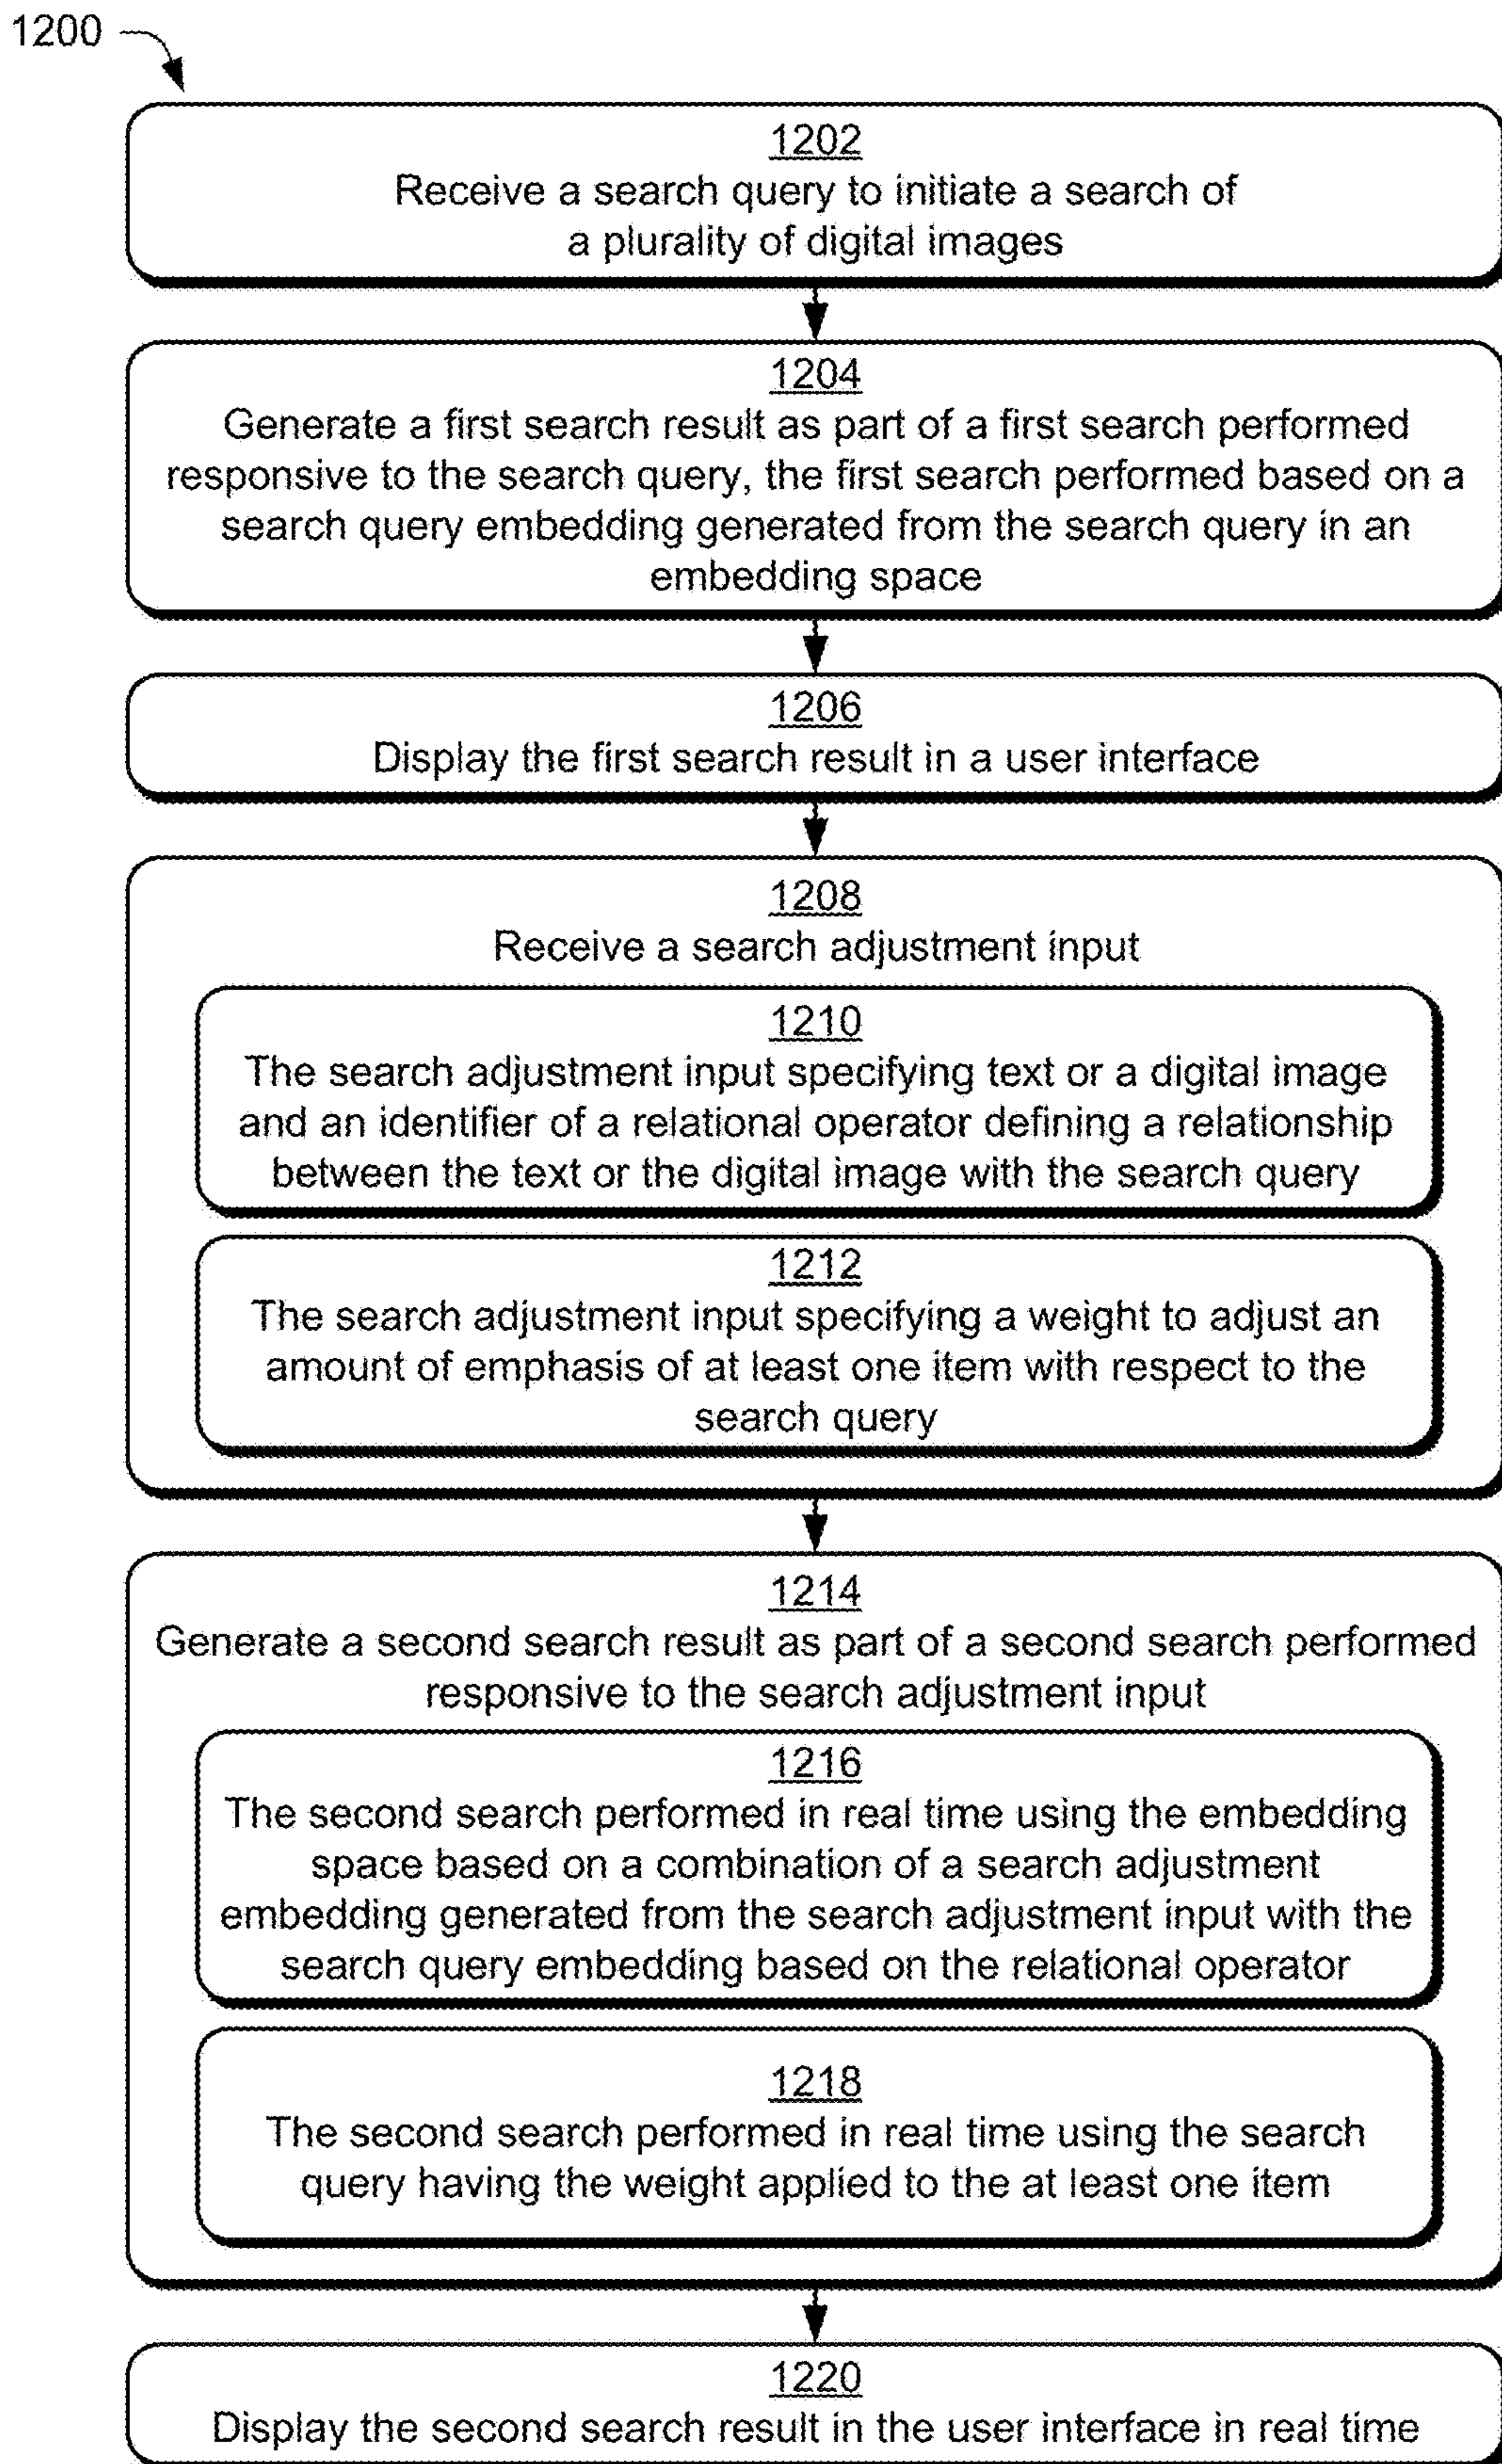 1200
1202
Receive a search query to initiate a search of
a plurality of digital images
1204
Generate a first search result as part of a first search performed
responsive to the search query, the first search performed based on a
search query embedding generated from the search query in an
embedding space
1206
Display the first search result in a user interface
1208
Receive a search adjustment input
1210
The search adjustment input specifying text or a digital image
and an identifier of a relational operator defining a relationship
between the text or the digital image with the search query
1212
The search adjustment input specifying a weight to adjust an
amount of emphasis of at least one item with respect to the
search query
1214
Generate a second search result as part of a second search performed
responsive to the search adjustment input
1216
The second search performed in real time using the embedding
space based on a combination of a search adjustment
embedding generated from the search adjustment input with the
search query embedding based on the relational operator
1218
The second search performed in real time using the search
query having the weight applied to the at least one item
1220
Display the second search result in the user interface in real time